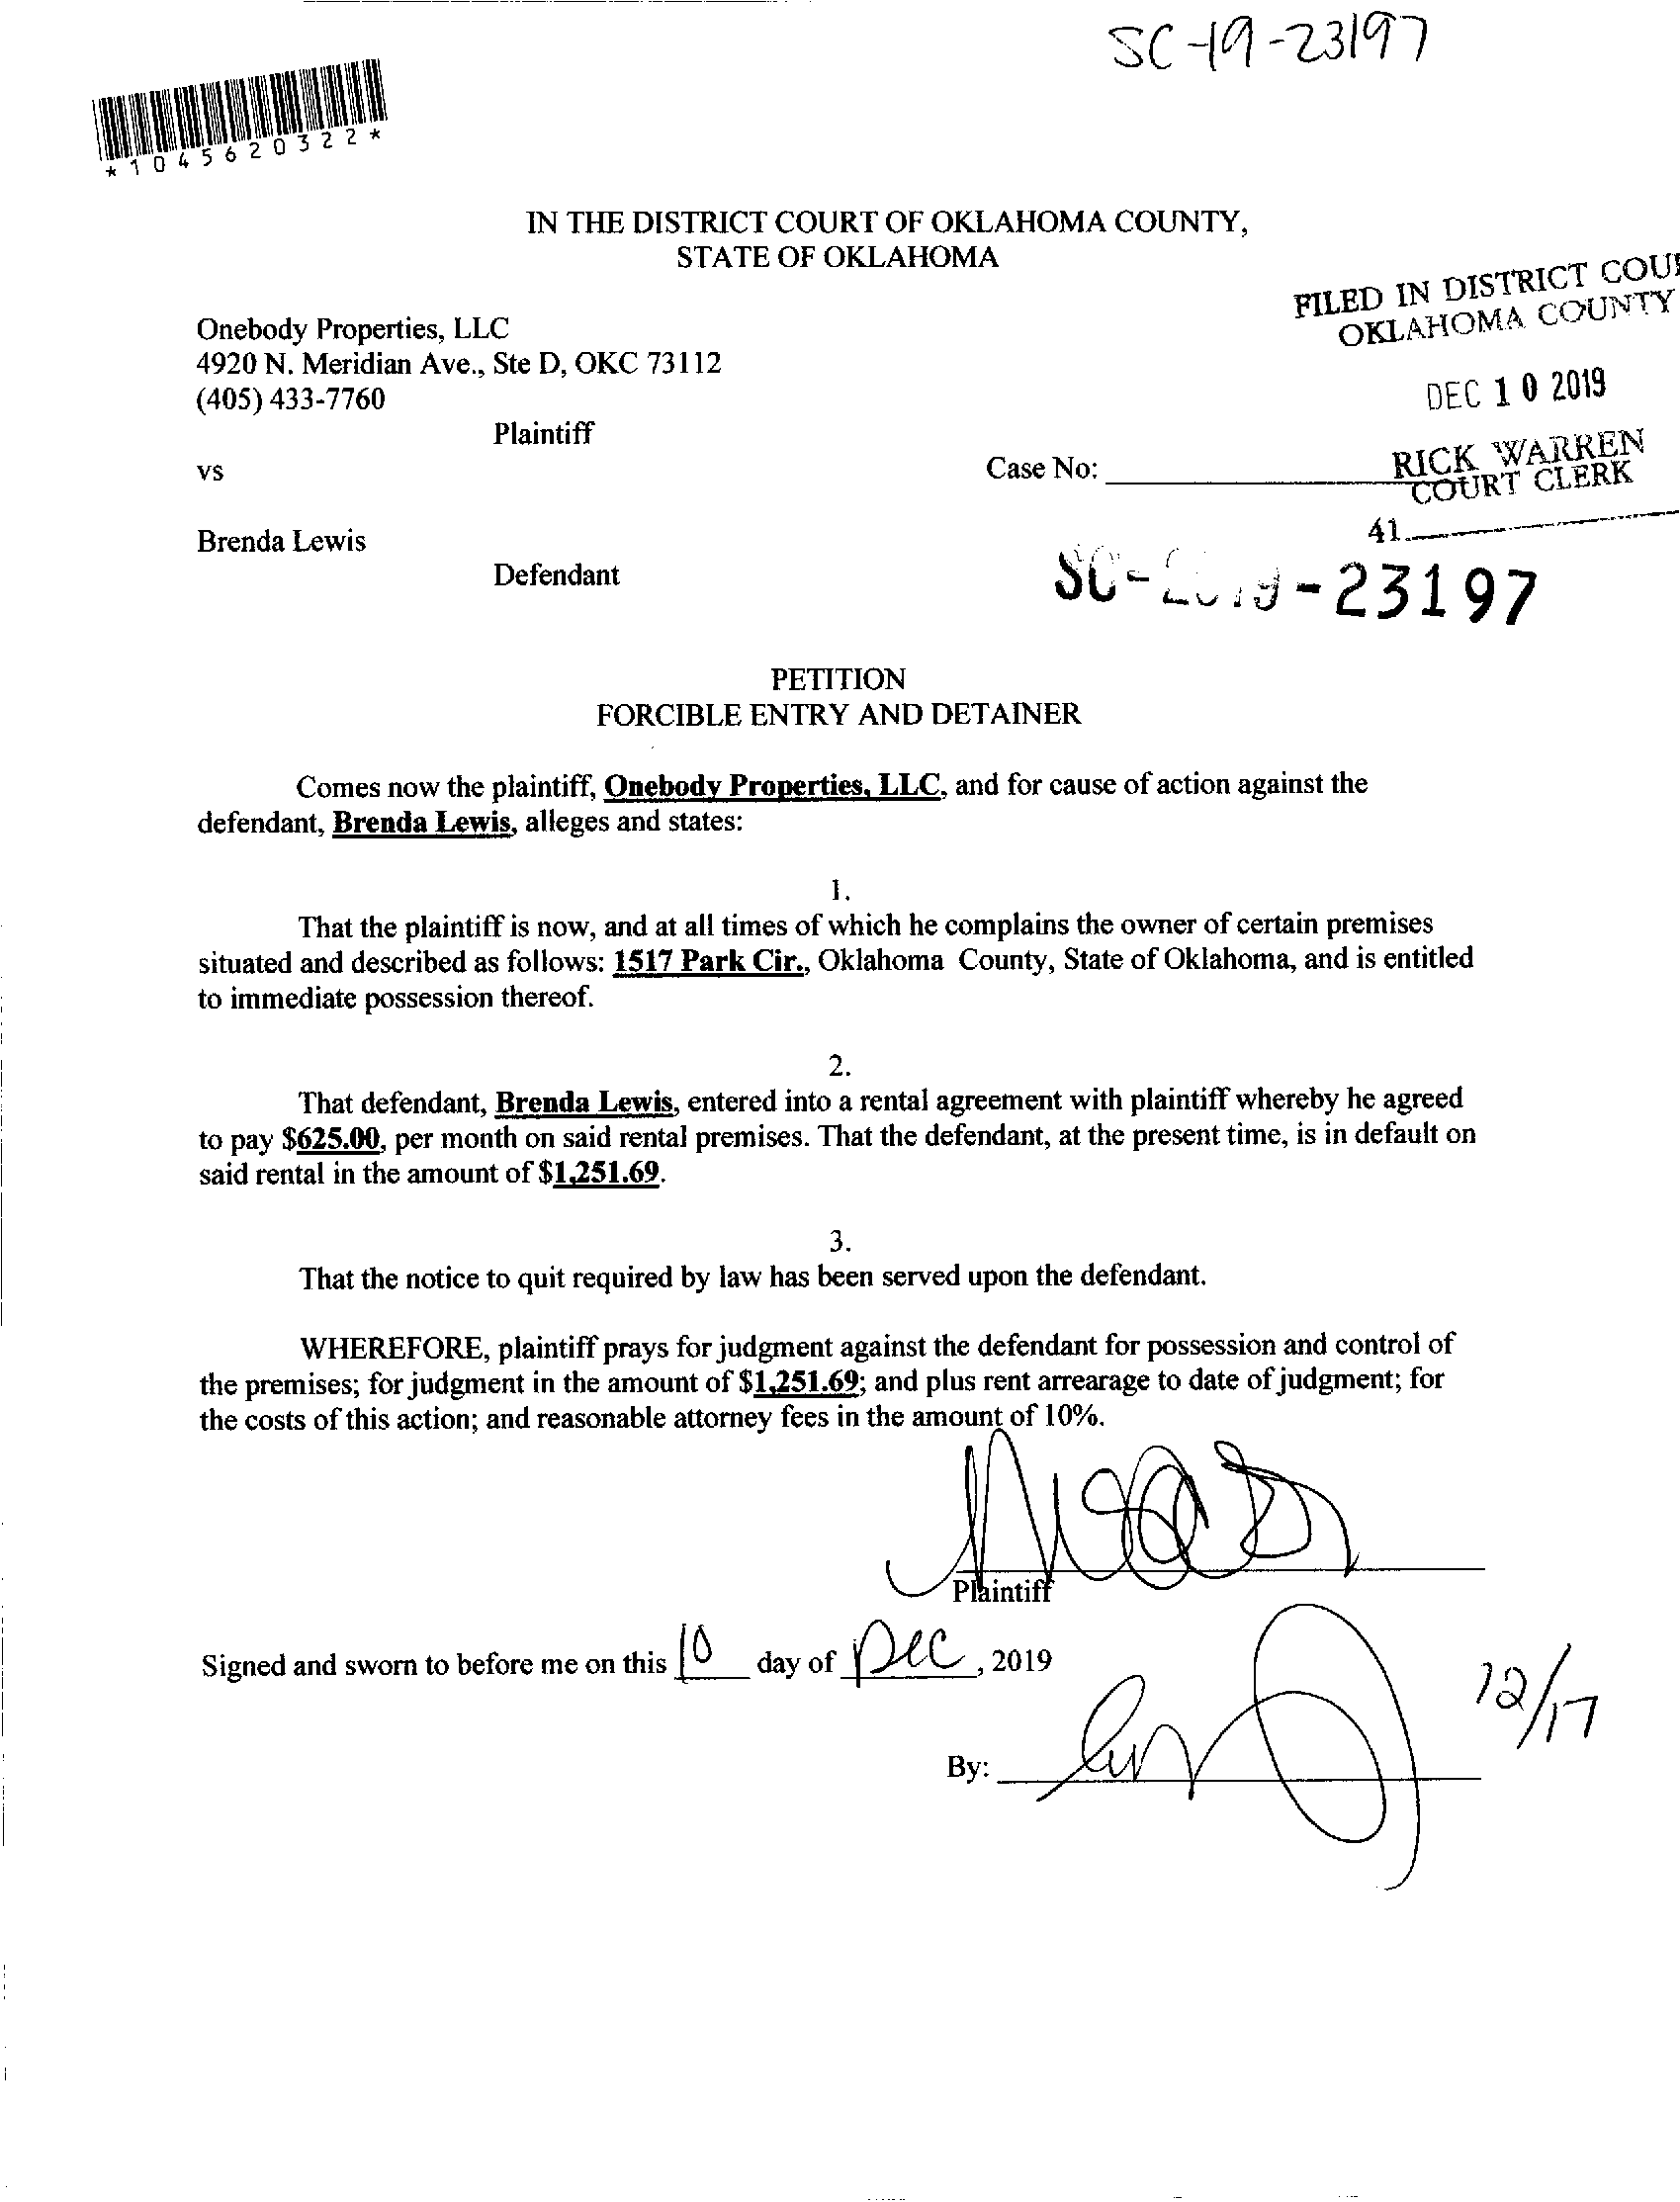 SC-19-23197
*1045620322*
IN THE DISTRICT COURT OF OKLAHOMA COUNTY,
STATE OF OKLAHOMA
FILED IN DISTRICT COU
OKLAHOMA COUNTY
Onebody Properties, LLC
4920 N. Meridian Ave., Ste D, OKC 73112
(405) 433-7760
DEC 10 2019
Plaintiff
vs
Case No:
RICK WARREN
COURT CLERK
41
Brenda Lewis
Defendant
SC-2019-23197
PETITION
FORCIBLE ENTRY AND DETAINER
Comes now the plaintiff, Onebody Properties, LLC, and for cause of action against the
defendant, Brenda Lewis, alleges and states:
1.
That the plaintiff is now, and at all times of which he complains the owner of certain premises
situated and described as follows: 1517 Park Cir., Oklahoma County, State of Oklahoma, and is entitled
to immediate possession thereof.
2.
That defendant, Brenda Lewis, entered into a rental agreement with plaintiff whereby he agreed
to pay $625.00, per month on said rental premises. That the defendant, at the present time, is in default on
said rental in the amount of $1,251.69.
3.
That the notice to quit required by law has been served upon the defendant.
WHEREFORE, plaintiff prays for judgment against the defendant for possession and control of
the premises; for judgment in the amount of $1,251.69; and plus rent arrearage to date of judgment; for
the costs of this action; and reasonable attorney fees in the amount of 10%.
Plaintiff
Signed and sworn to before me on this 10 day of Dec, 2019
12/17
By: